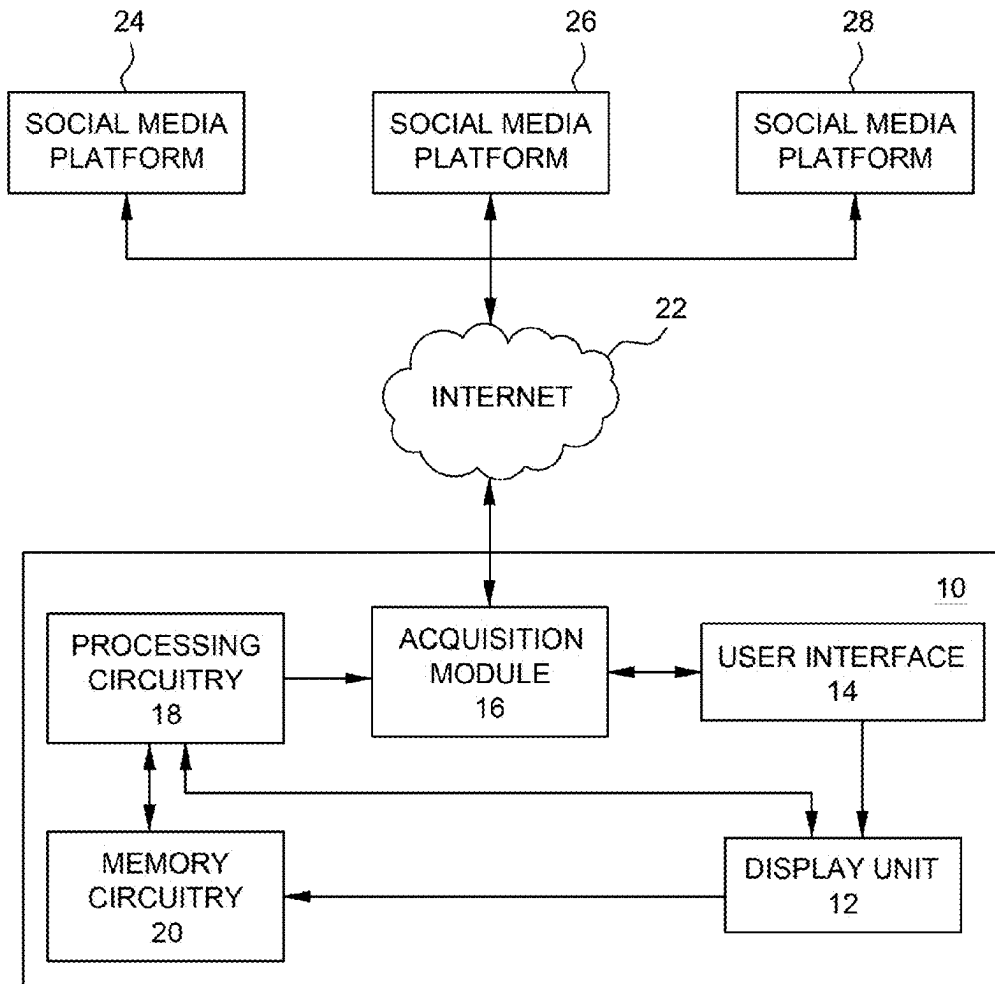 24
26
28
SOCIAL MEDIA
PLATFORM
SOCIAL MEDIA
PLATFORM
SOCIAL MEDIA
PLATFORM
22
INTERNET
10
PROCESSING
CIRCUITRY
18
ACQUISITION
MODULE
16
USER INTERFACE
14
MEMORY
CIRCUITRY
20
DISPLAY UNIT
12